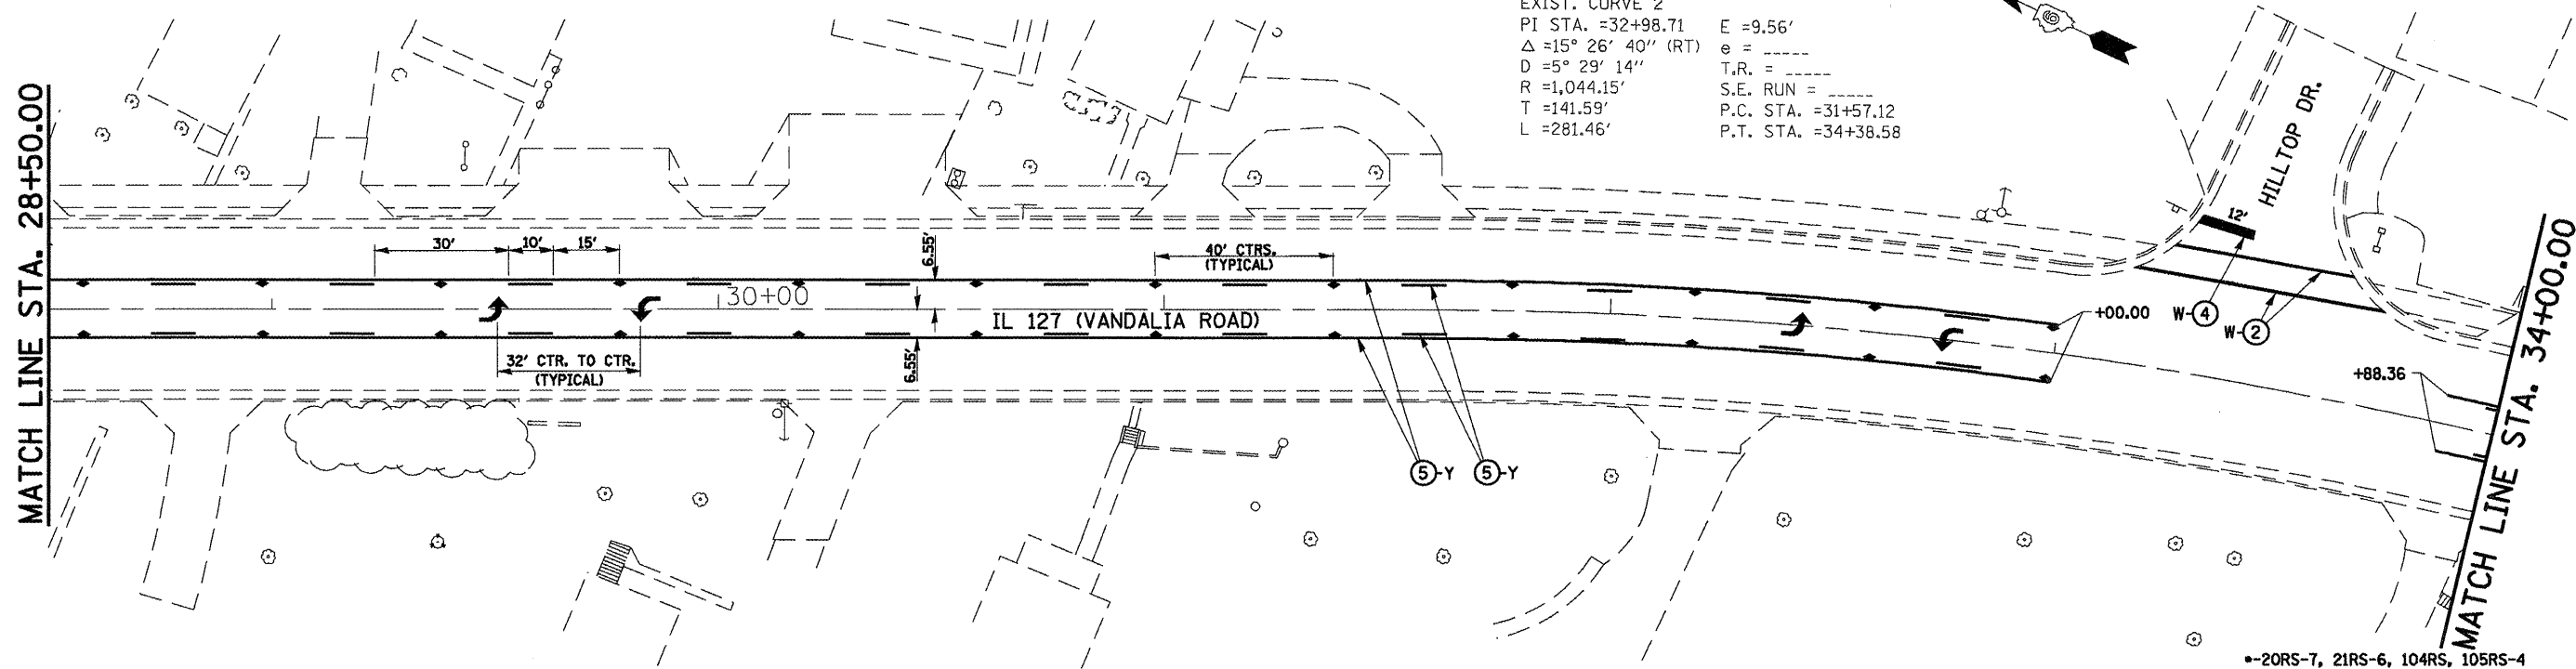 EXIST. CURVE 2
PI STA. =32+98.71 E =9.56'
Δ =15° 26' 40'' (RT) e = _____
D =5° 29' 14'' T.R. = _____
R =1,044.15' S.E. RUN = _____
T =141.59' P.C. STA. =31+57.12
L =281.46' P.T. STA. =34+38.58
MATCH LINE STA. 28+50.00
HILLTOP DR.
12'
30' 10' 15'
6.55'
40' CTRS.
(TYPICAL)
30+00
IL 127 (VANDALIA ROAD)
+00.00
W-4
W-2
6.55'
32' CTR. TO CTR.
(TYPICAL)
+88.36
5-Y 5-Y
MATCH LINE STA. 34+00.00
*-20RS-7, 21RS-6, 104RS, 105RS-4